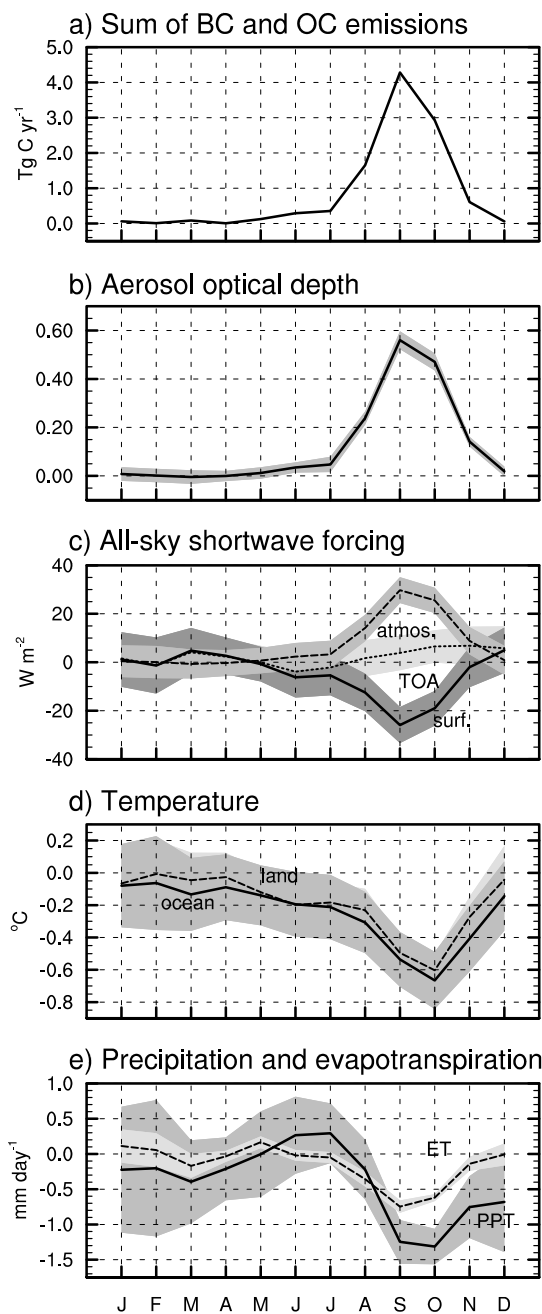 a) Sum of BC and OC emissions
5.0
4.0
3.0
2.0
1.0
0.0
Tg C yr⁻¹
b) Aerosol optical depth
0.60
0.40
0.20
0.00
c) All-sky shortwave forcing
40
20
0
-20
-40
W m⁻²
atmos.
TOA
surf.
d) Temperature
0.2
0.0
-0.2
-0.4
-0.6
-0.8
°C
land
ocean
e) Precipitation and evapotranspiration
1.0
0.5
0.0
-0.5
-1.0
-1.5
mm day⁻¹
ET
PPT
J F M A M J J A S O N D